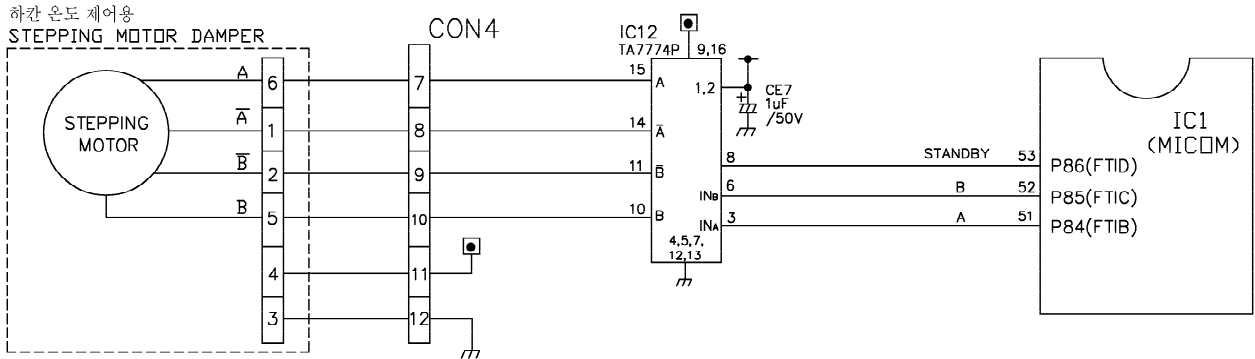 하칸 온도 제어용
STEPPING MOTOR DAMPER
STEPPING
MOTOR
A
A̅
B̅
B
6
1
2
5
4
3
CON4
7
8
9
10
11
12
IC12
TA7774P
9,16
15
14
11
10
A
A̅
B̅
B
1,2
INB
INA
4,5,7,
12,13
8
6
3
+
CE7
1uF
/50V
STANDBY
B
A
53
52
51
IC1
(MICOM)
P86(FTID)
P85(FTIC)
P84(FTIB)